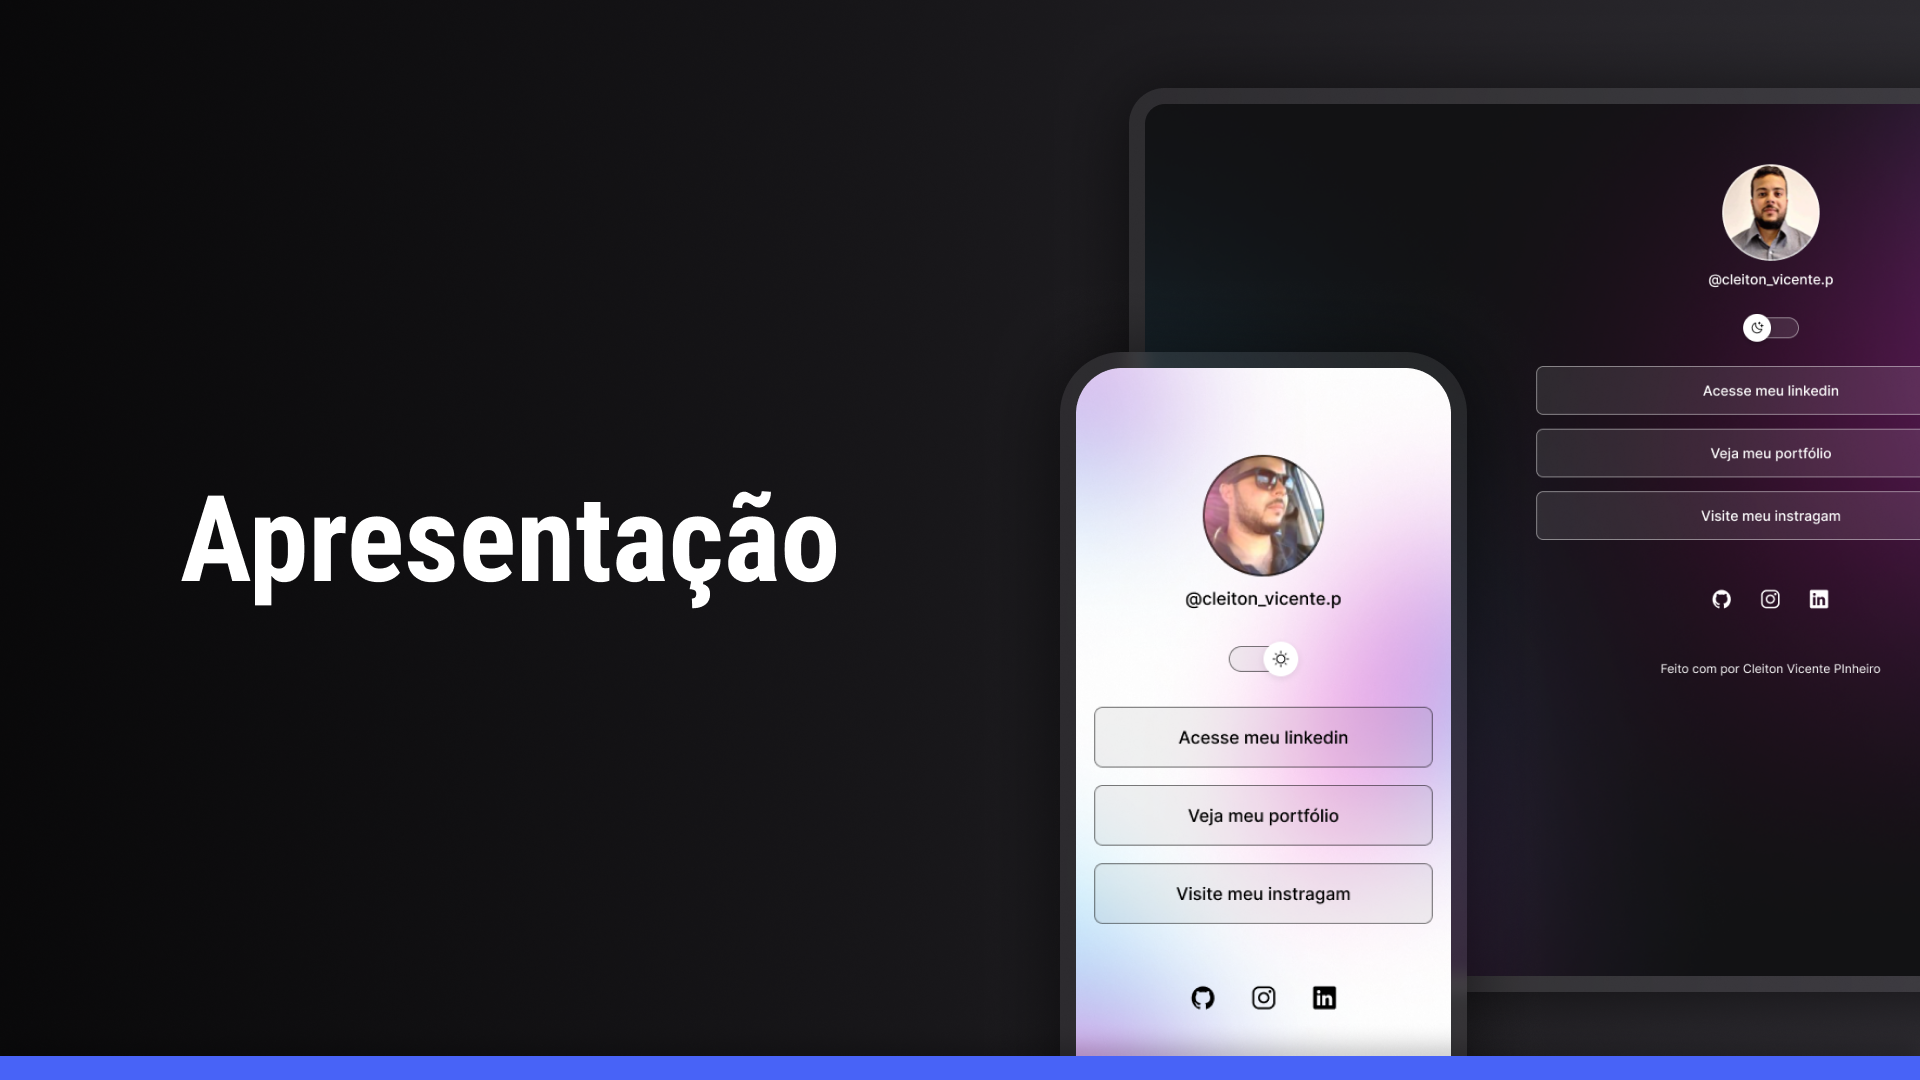 Apresentação
@cleiton_vicente.p
Acesse meu linkedin
Veja meu portfólio
Visite meu instragam
@cleiton_vicente.p
Acesse meu linkedin
Veja meu portfólio
Visite meu instragam
Feito com por Cleiton Vicente PInheiro